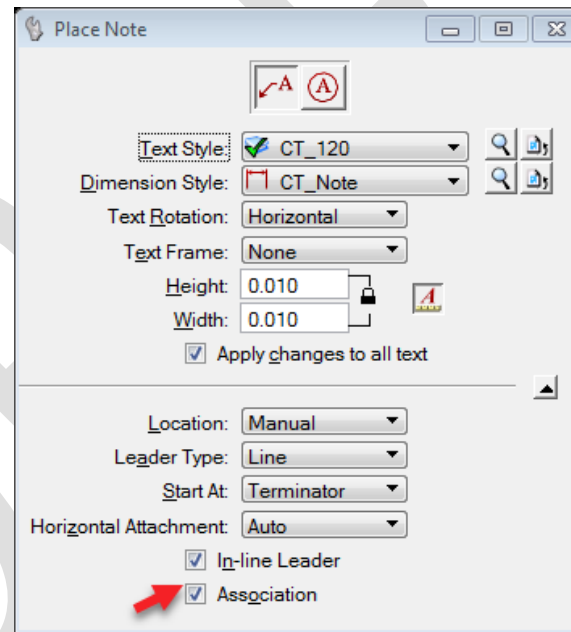 Place Note
A A
Text Style: CT_120
Dimension Style: CT_Note
Text Rotation: Horizontal
Text Frame: None
Height: 0.010
Width: 0.010
A
Apply changes to all text
Location: Manual
Leader Type: Line
Start At: Terminator
Horizontal Attachment: Auto
In-line Leader
Association